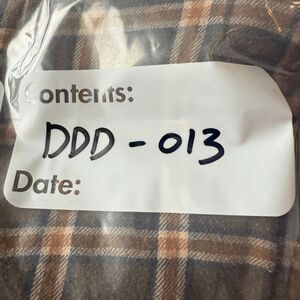 Contents:
DDD - 013
Date: